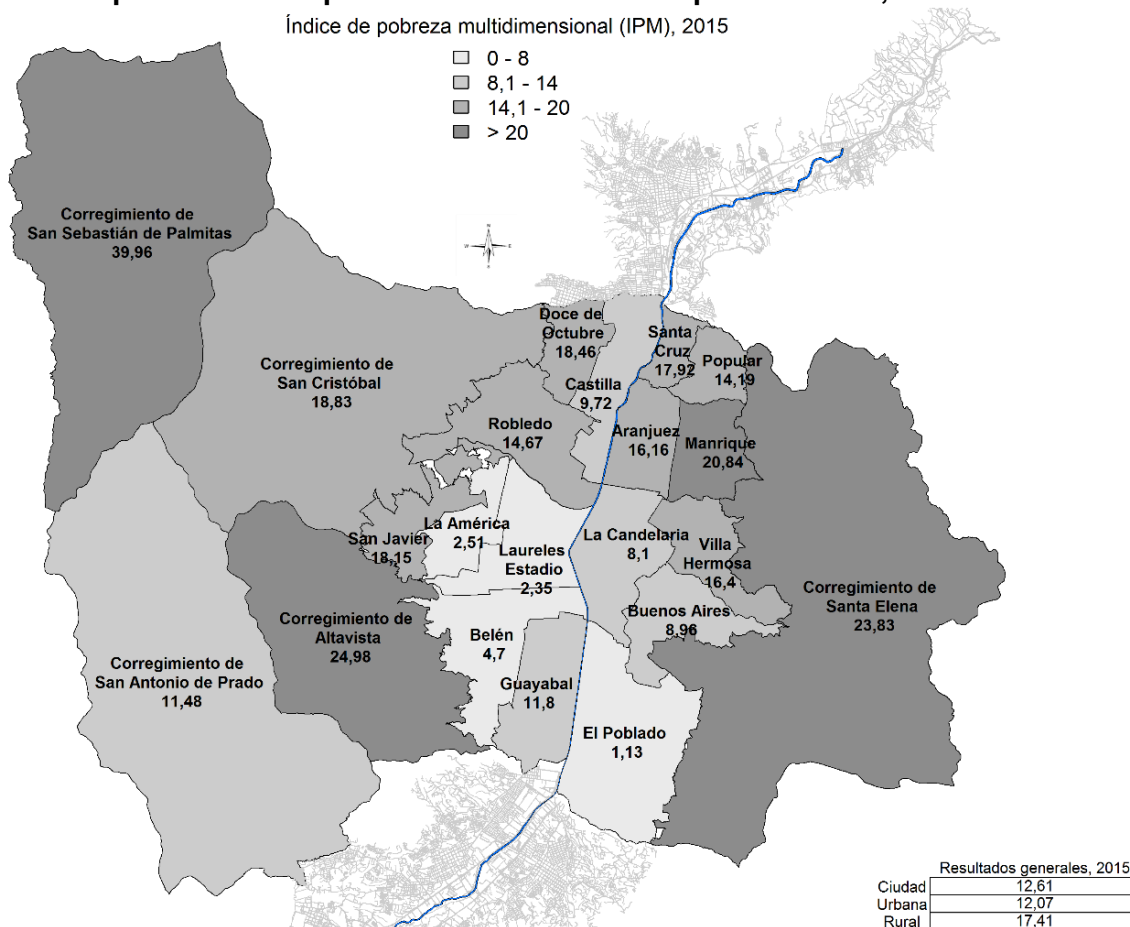 Índice de pobreza multidimensional (IPM), 2015
0 - 8
8,1 - 14
14,1 - 20
> 20
Corregimiento de
San Sebastián de Palmitas
39,96
N
W
E
S
Doce de
Octubre
18,46
Santa
Cruz
17,92
Popular
14,19
Corregimiento de
San Cristóbal
18,83
Castilla
9,72
Robledo
14,67
Aranjuez
16,16
Manrique
20,84
La América
2,51
San Javier
18,15
Laureles
Estadio
2,35
La Candelaria
8,1
Villa
Hermosa
16,4
Corregimiento de
Santa Elena
23,83
Corregimiento de
Altavista
24,98
Belén
4,7
Buenos Aires
8,96
Corregimiento de
San Antonio de Prado
11,48
Guayabal
11,8
El Poblado
1,13
Resultados generales, 2015
Ciudad 12,61
Urbana 12,07
Rural 17,41